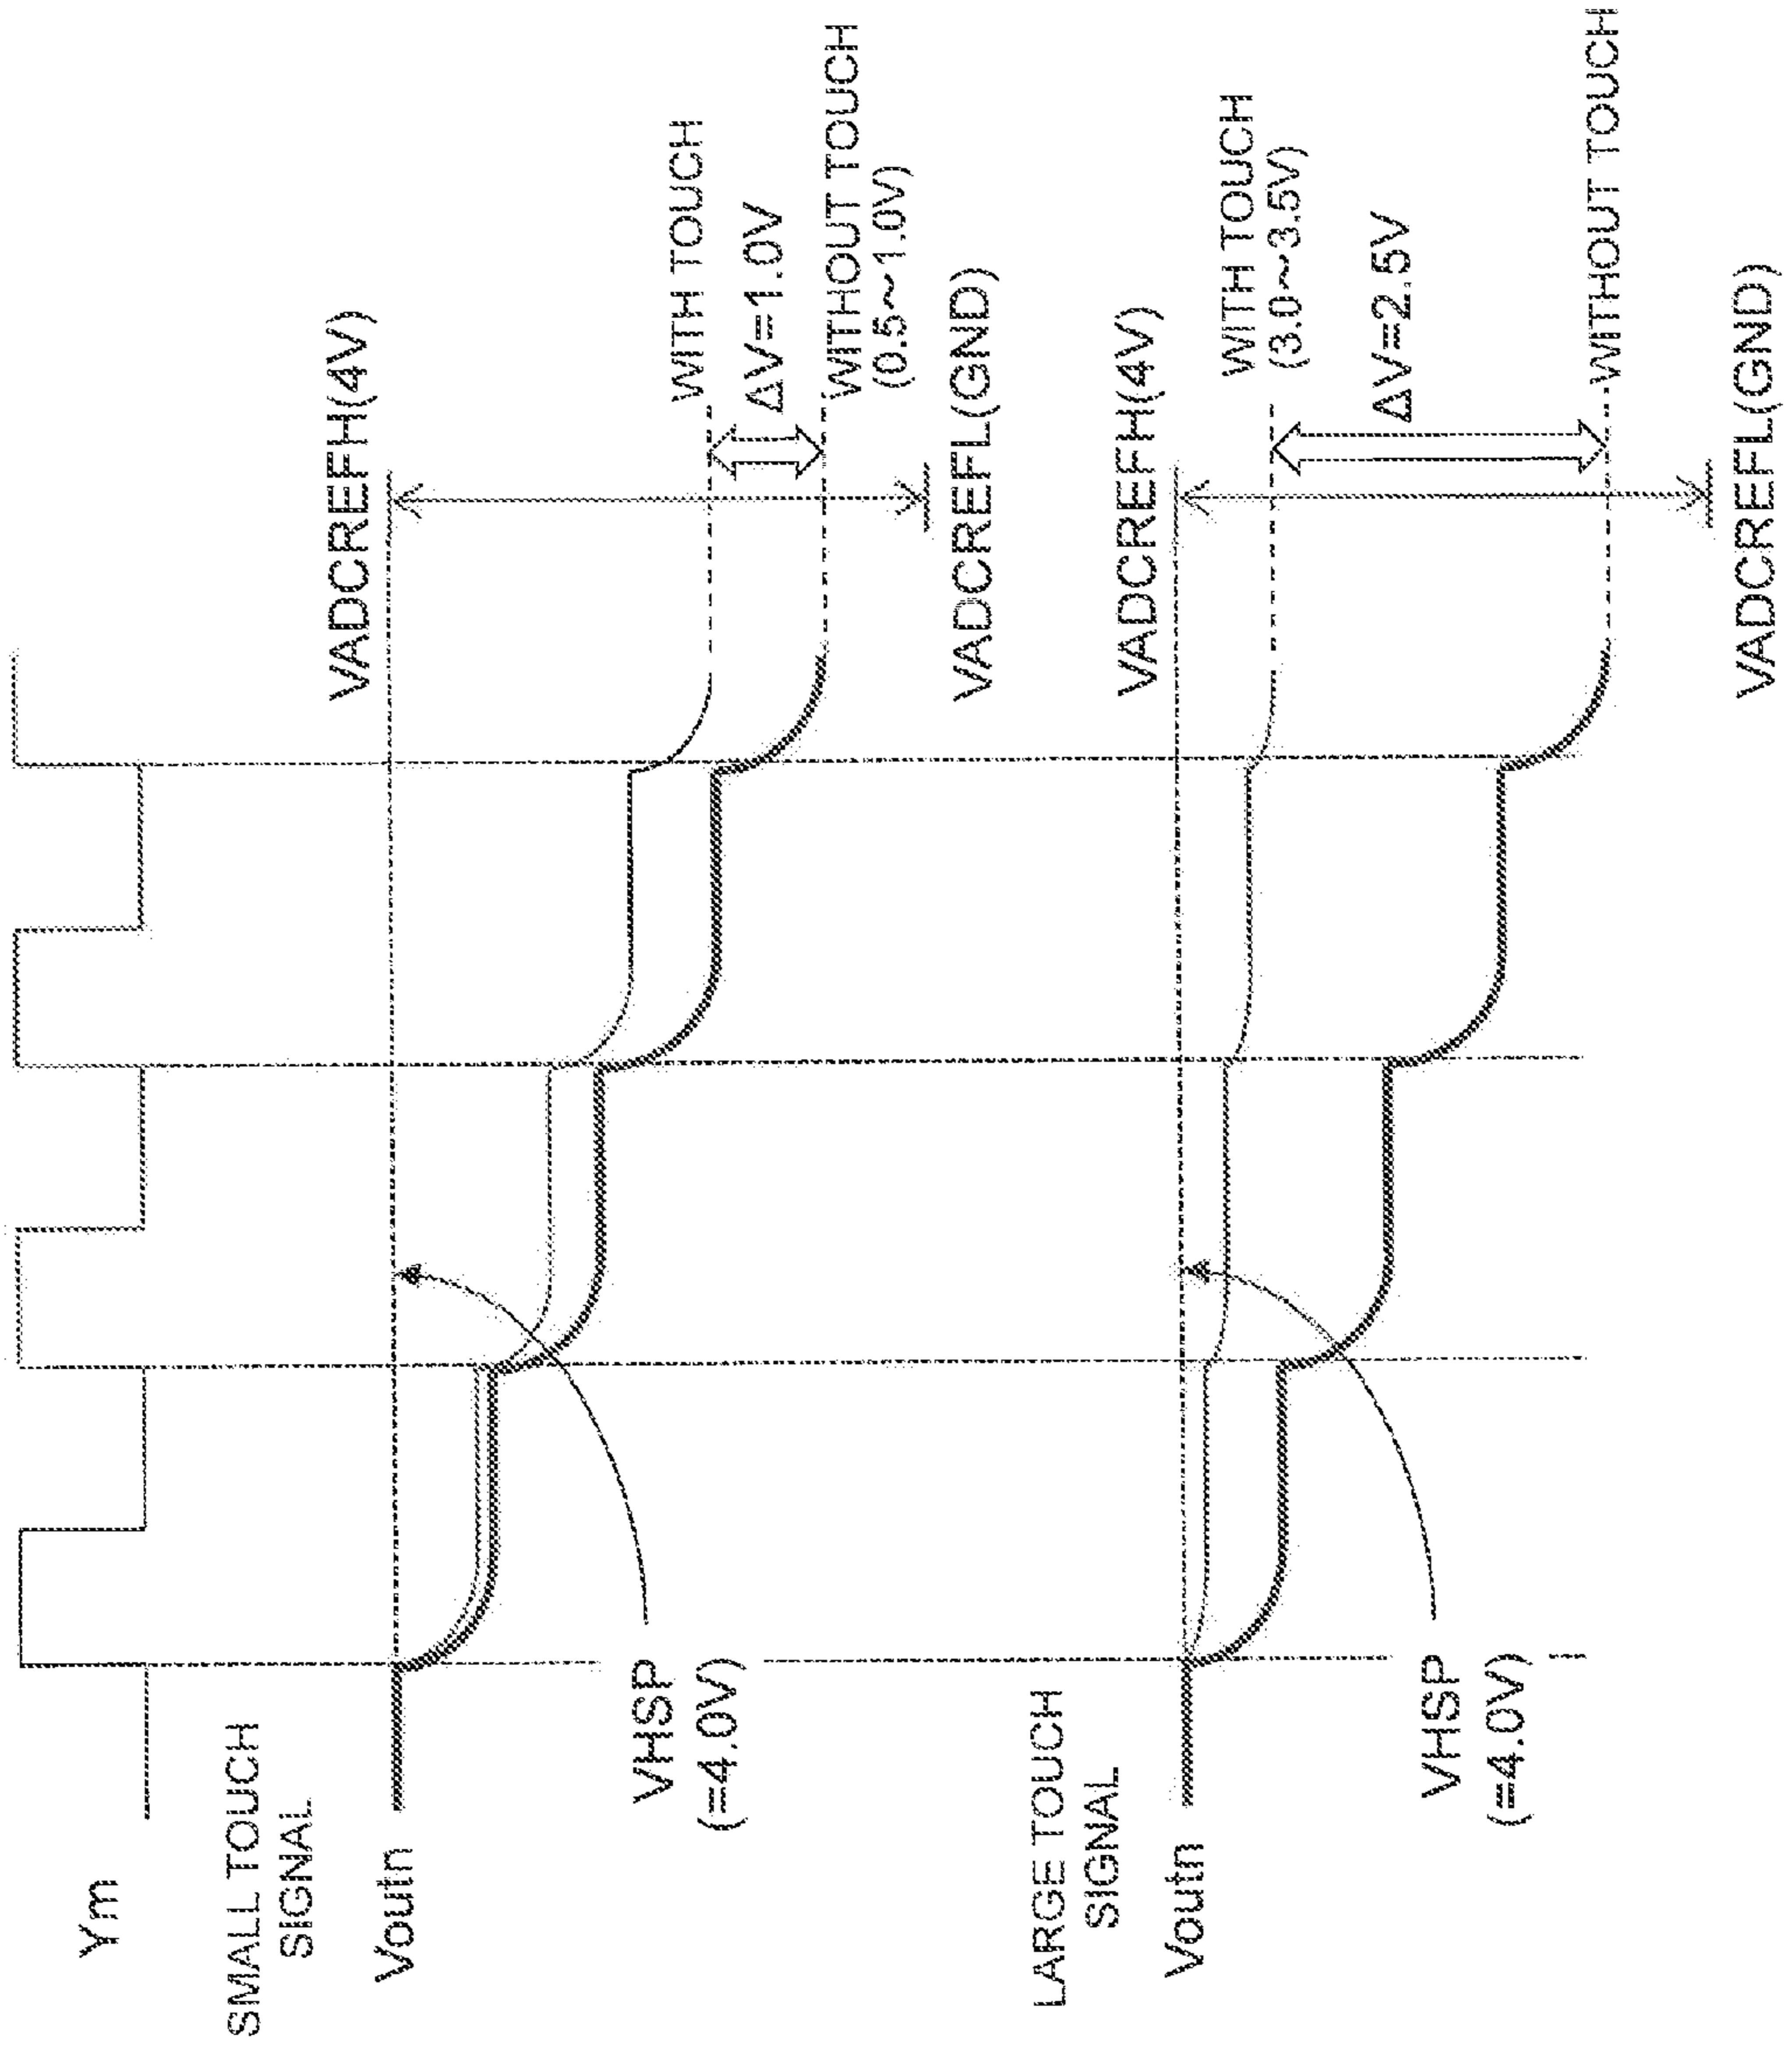 Ym
SMALL TOUCH
SIGNAL
Voutn
VHSP
(=4.0V)
VADCREFH(4V)
WITH TOUCH
ΔV=1.0V
WITHOUT TOUCH
(0.5~1.0V)
VADCREFL(GND)
LARGE TOUCH
SIGNAL
Voutn
VHSP
(=4.0V)
VADCREFH(4V)
WITH TOUCH
(3.0~3.5V)
ΔV=2.5V
WITHOUT TOUCH
VADCREFL(GND)